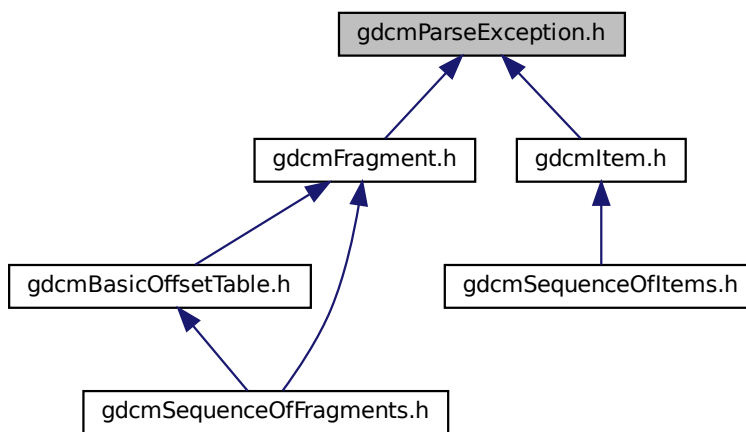 gdcmParseException.h
gdcmFragment.h
gdcmItem.h
gdcmBasicOffsetTable.h
gdcmSequenceOfItems.h
gdcmSequenceOfFragments.h